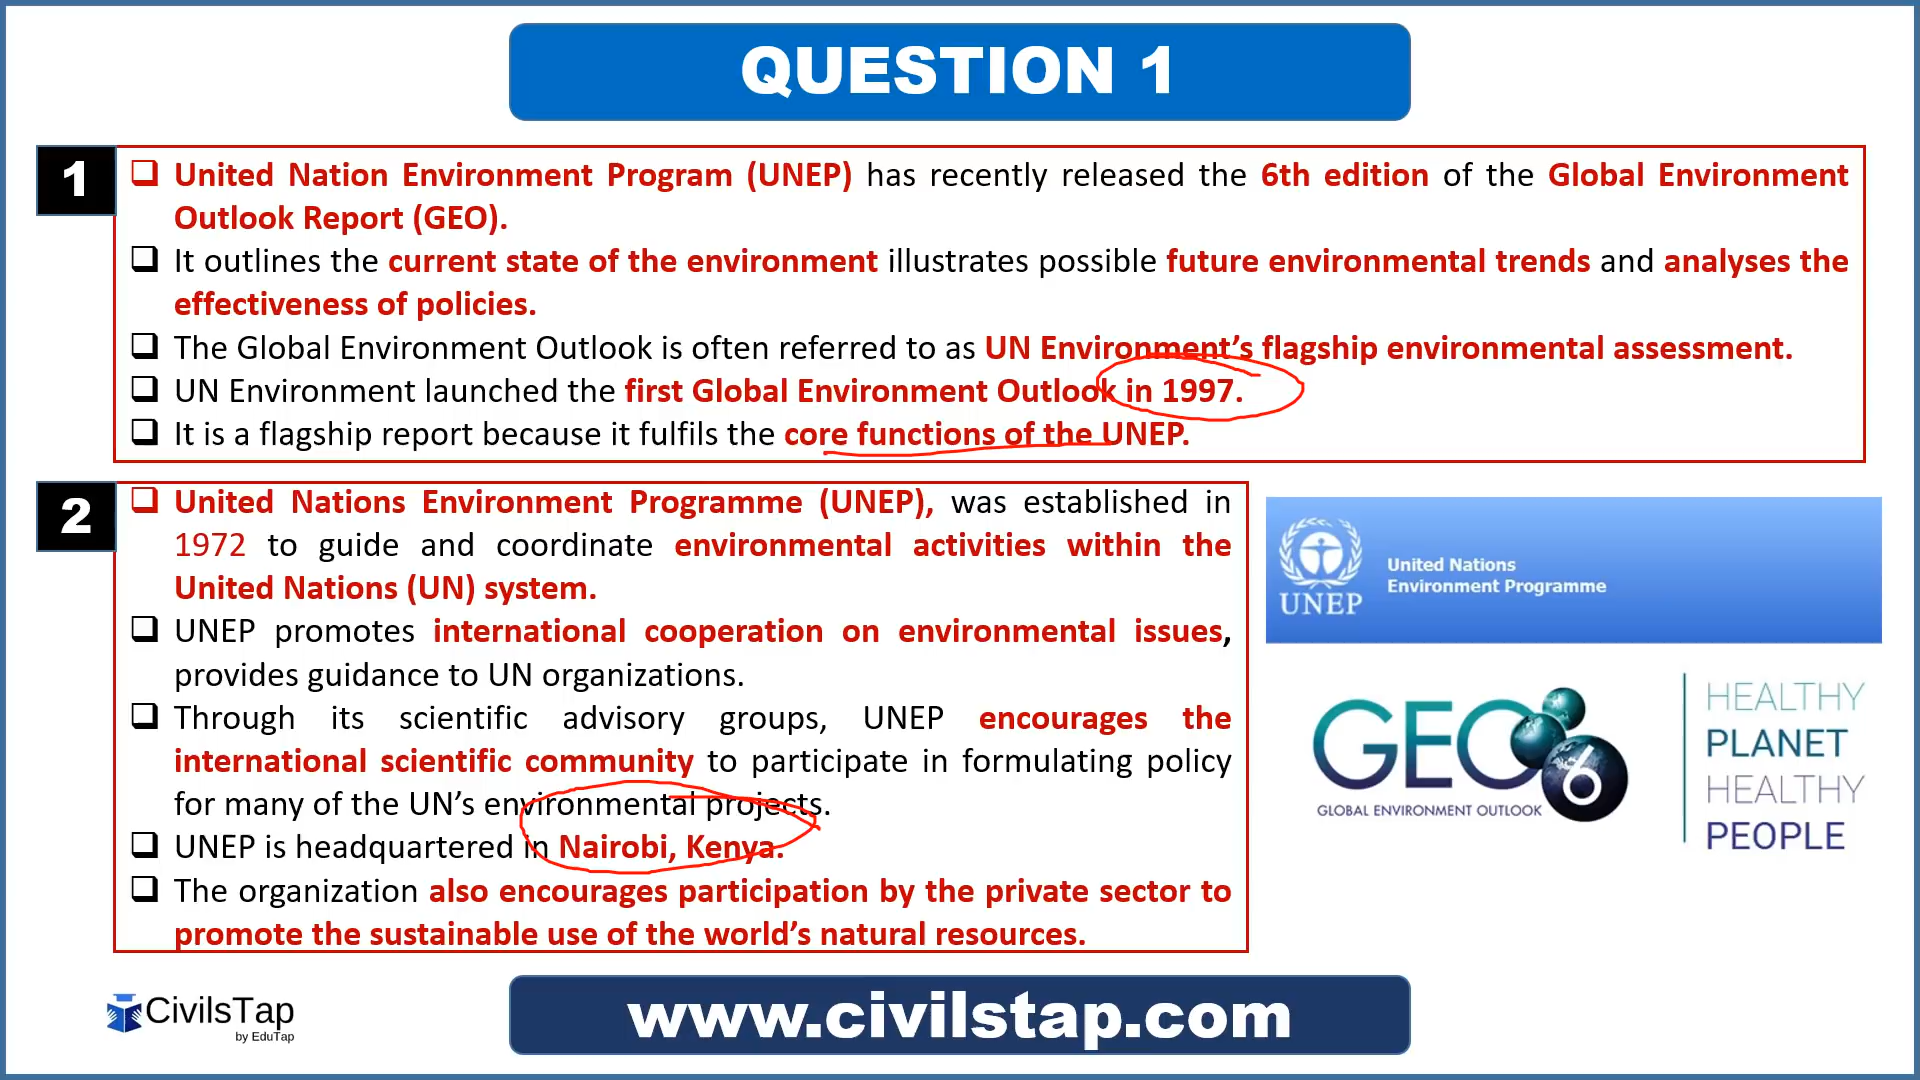 QUESTION 1
1
❑ United Nation Environment Program (UNEP) has recently released the 6th edition of the Global Environment
Outlook Report (GEO).
❑ It outlines the current state of the environment illustrates possible future environmental trends and analyses the
effectiveness of policies.
❑ The Global Environment Outlook is often referred to as UN Environment’s flagship environmental assessment.
❑ UN Environment launched the first Global Environment Outlook in 1997.
❑ It is a flagship report because it fulfils the core functions of the UNEP.
2
❑ United Nations Environment Programme (UNEP), was established in
1972 to guide and coordinate environmental activities within the
United Nations (UN) system.
❑ UNEP promotes international cooperation on environmental issues,
provides guidance to UN organizations.
❑ Through its scientific advisory groups, UNEP encourages the
international scientific community to participate in formulating policy
for many of the UN’s environmental projects.
❑ UNEP is headquartered in Nairobi, Kenya.
❑ The organization also encourages participation by the private sector to
promote the sustainable use of the world’s natural resources.
UNEP
United Nations
Environment Programme
GEO 6
GLOBAL ENVIRONMENT OUTLOOK
HEALTHY
PLANET
HEALTHY
PEOPLE
CivilsTap
by EduTap
www.civilstap.com